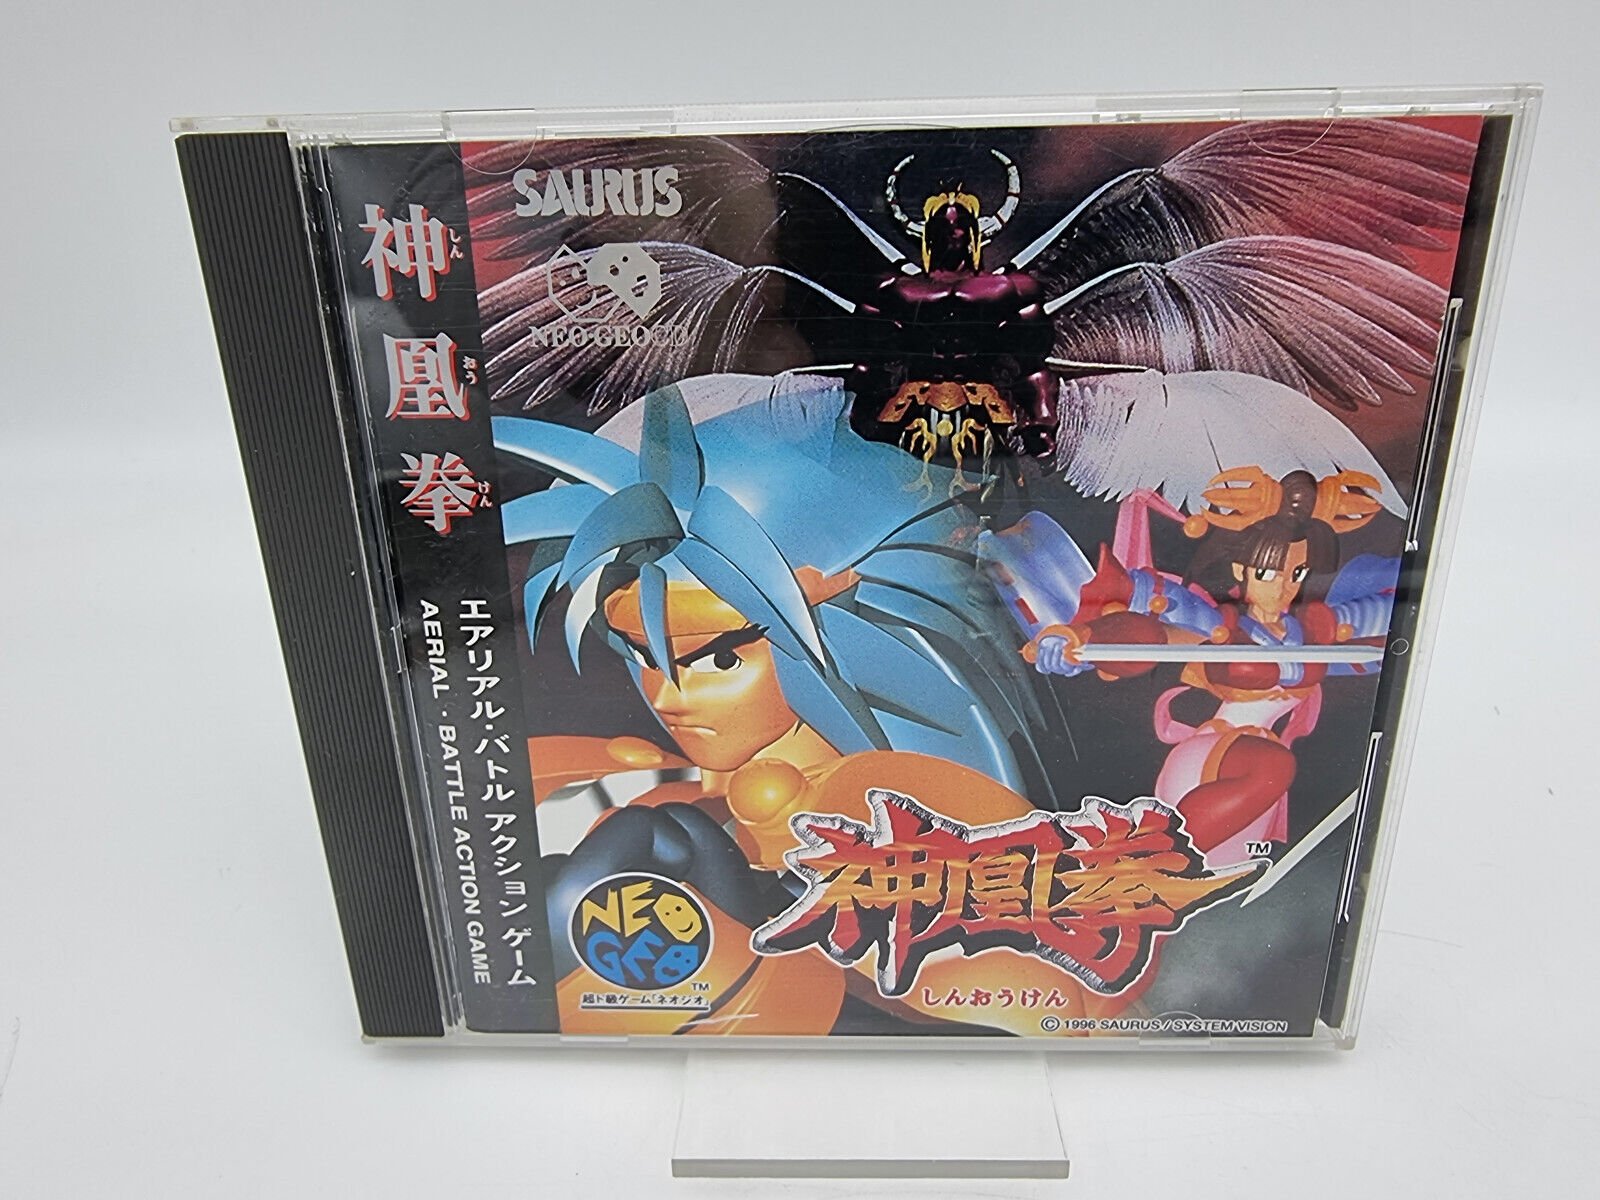 神凰拳
しん
おう
けん
エアリアル・バトル アクション ゲーム
AERIAL・BATTLE ACTION GAME
SAURUS
NEO·GEO CD
NEO
GEO
TM
超ド級ゲーム「ネオジオ」
神凰拳
TM
しんおうけん
© 1996 SAURUS/SYSTEM VISION